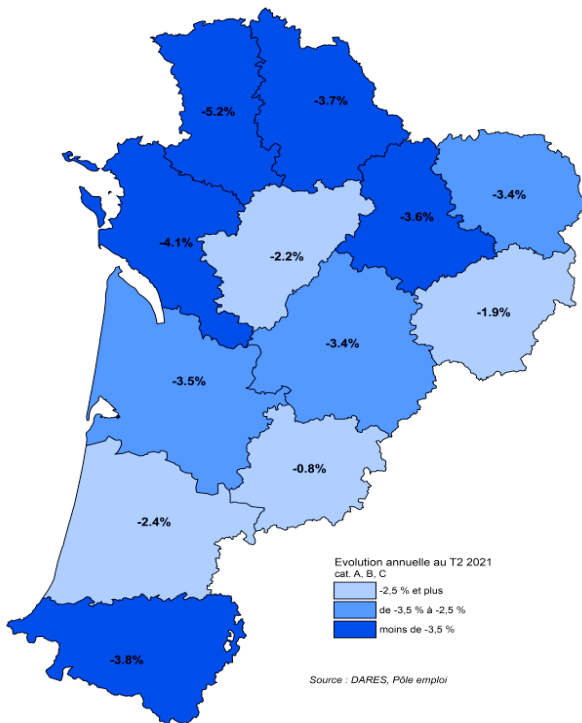 -3.7%
-5.2%
-3.4%
-3.6%
-4.1%
-2.2%
-1.9%
-3.4%
-3.5%
-0.8%
-2.4%
Evolution annuelle au T2 2021
cat. A, B, C
-2,5 % et plus
de -3,5 % à -2,5 %
moins de -3,5 %
-3.8%
Source : DARES, Pôle emploi